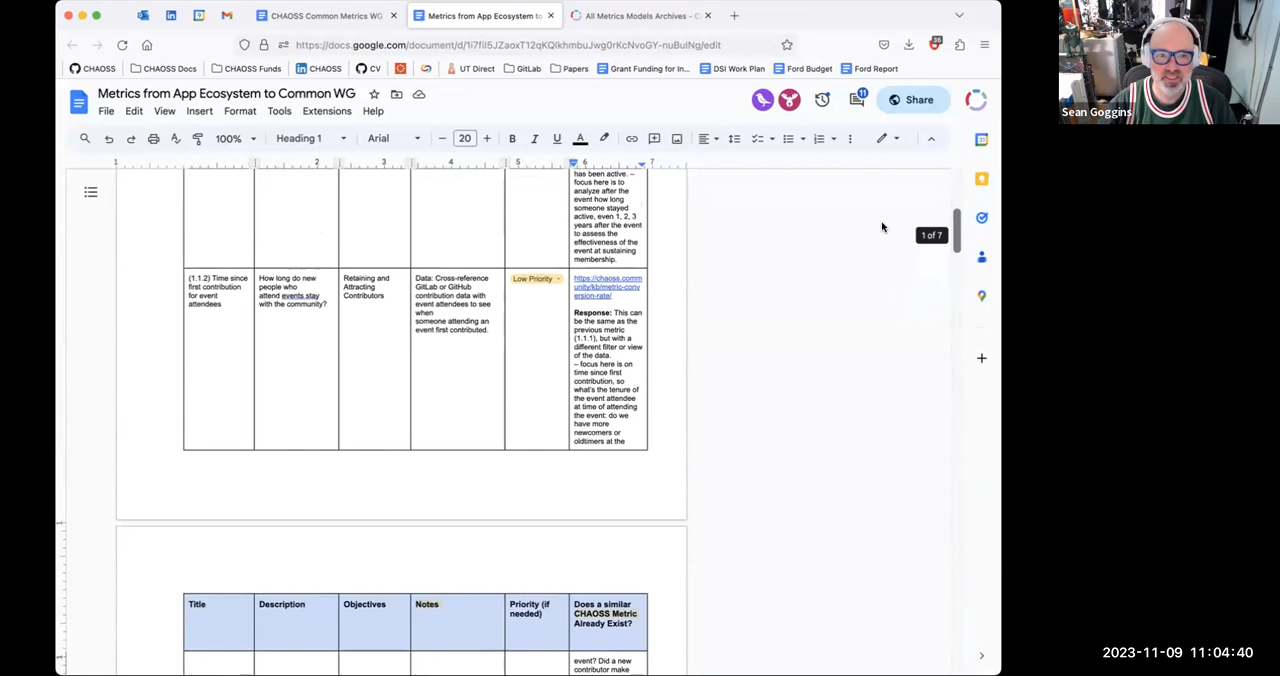 CHAOSS Common Metrics WG
Metrics from App Ecosystem to
All Metrics Models Archives - C
https://docs.google.com/document/d/1i7fil5JZaoxT12qKQIkhmbuJwg0rKcNvoGY-nuBulNg/edit
36
CHAOSS
CHAOSS Docs
CHAOSS Funds
CHAOSS
CV
UT Direct
GitLab
Papers
Grant Funding for In...
DSI Work Plan
Ford Budget
Ford Report
Metrics from App Ecosystem to Common WG
File Edit View Insert Format Tools Extensions Help
11
Share
100%
Heading 1
Arial
20
B I U A
1 2 3 4 5 6 7
has been active. –
focus here is to
analyze after the
event how long
someone stayed
active, even 1, 2, 3
years after the event
to assess the
effectiveness of the
event at sustaining
membership.
1 of 7
(1.1.2) Time since
first contribution
for event
attendees
How long do new
people who
attend events stay
with the community?
Retaining and
Attracting
Contributors
Data: Cross-reference
GitLab or GitHub
contribution data with
event attendees to see
when
someone attending an
event first contributed.
Low Priority
https://chaoss.comm
unity/kb/metric-conv
ersion-rate/
Response: This can
be the same as the
previous metric
(1.1.1), but with a
different filter or view
of the data.
– focus here is on
time since first
contribution, so
what's the tenure of
the event attendee
at time of attending
the event: do we
have more
newcomers or
oldtimers at the
Title
Description
Objectives
Notes
Priority (if
needed)
Does a similar
CHAOSS Metric
Already Exist?
event? Did a new
contributor make
Sean Goggins
2023-11-09 11:04:40